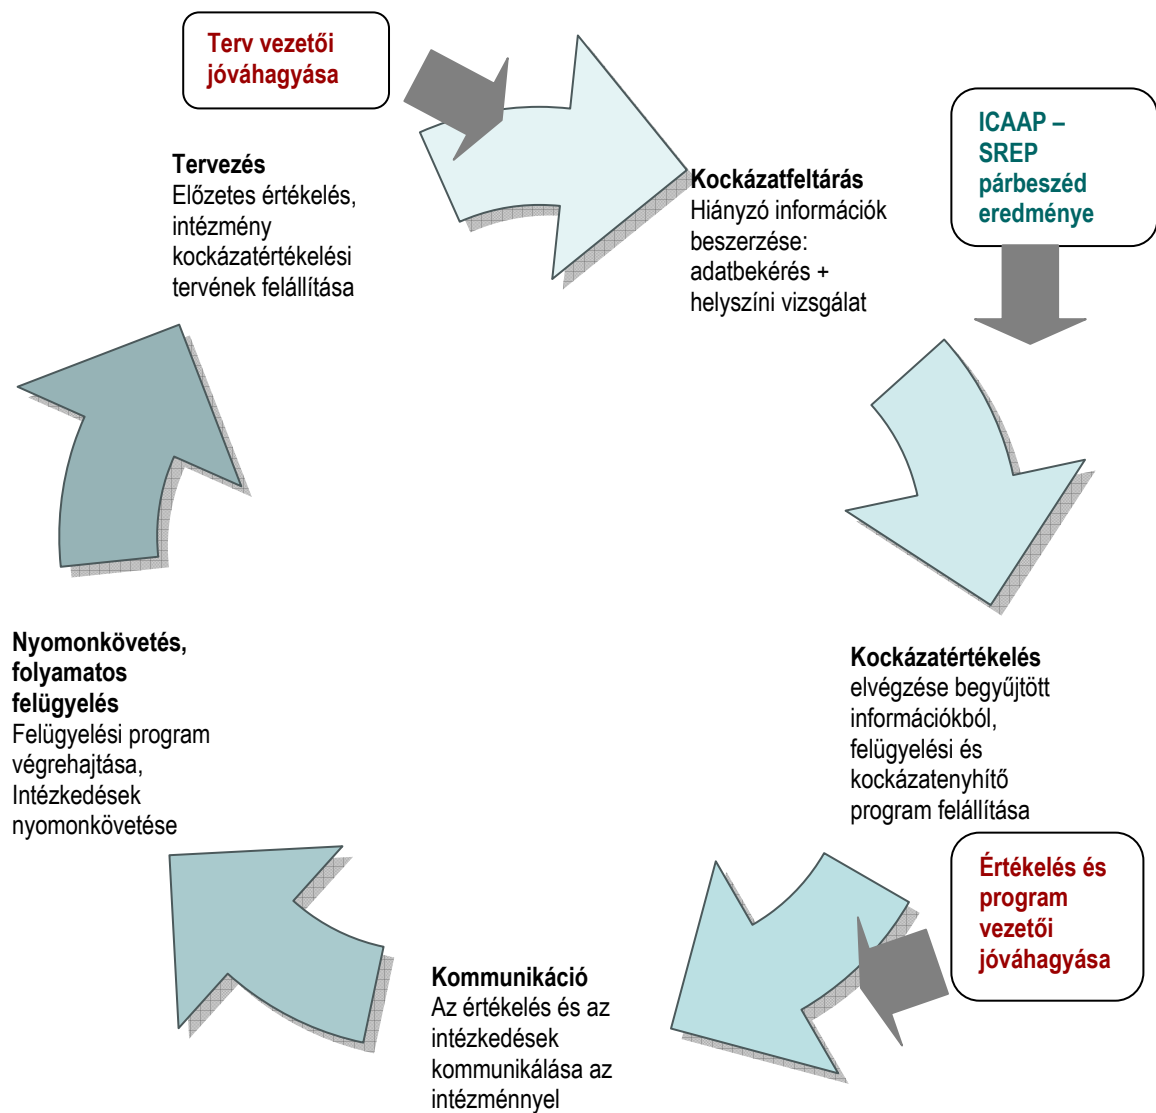 Terv vezetői
jóváhagyása
Tervezés
Előzetes értékelés,
intézmény
kockázatértékelési
tervének felállítása
Kockázatfeltárás
Hiányzó információk
beszerzése:
adatbekérés +
helyszíni vizsgálat
ICAAP –
SREP
párbeszéd
eredménye
Kockázatértékelés
elvégzése begyűjtött
információkból,
felügyelési és
kockázatenyhítő
program felállítása
Értékelés és
program
vezetői
jóváhagyása
Kommunikáció
Az értékelés és az
intézkedések
kommunikálása az
intézménnyel
Nyomonkövetés,
folyamatos
felügyelés
Felügyelési program
végrehajtása,
Intézkedések
nyomonkövetése